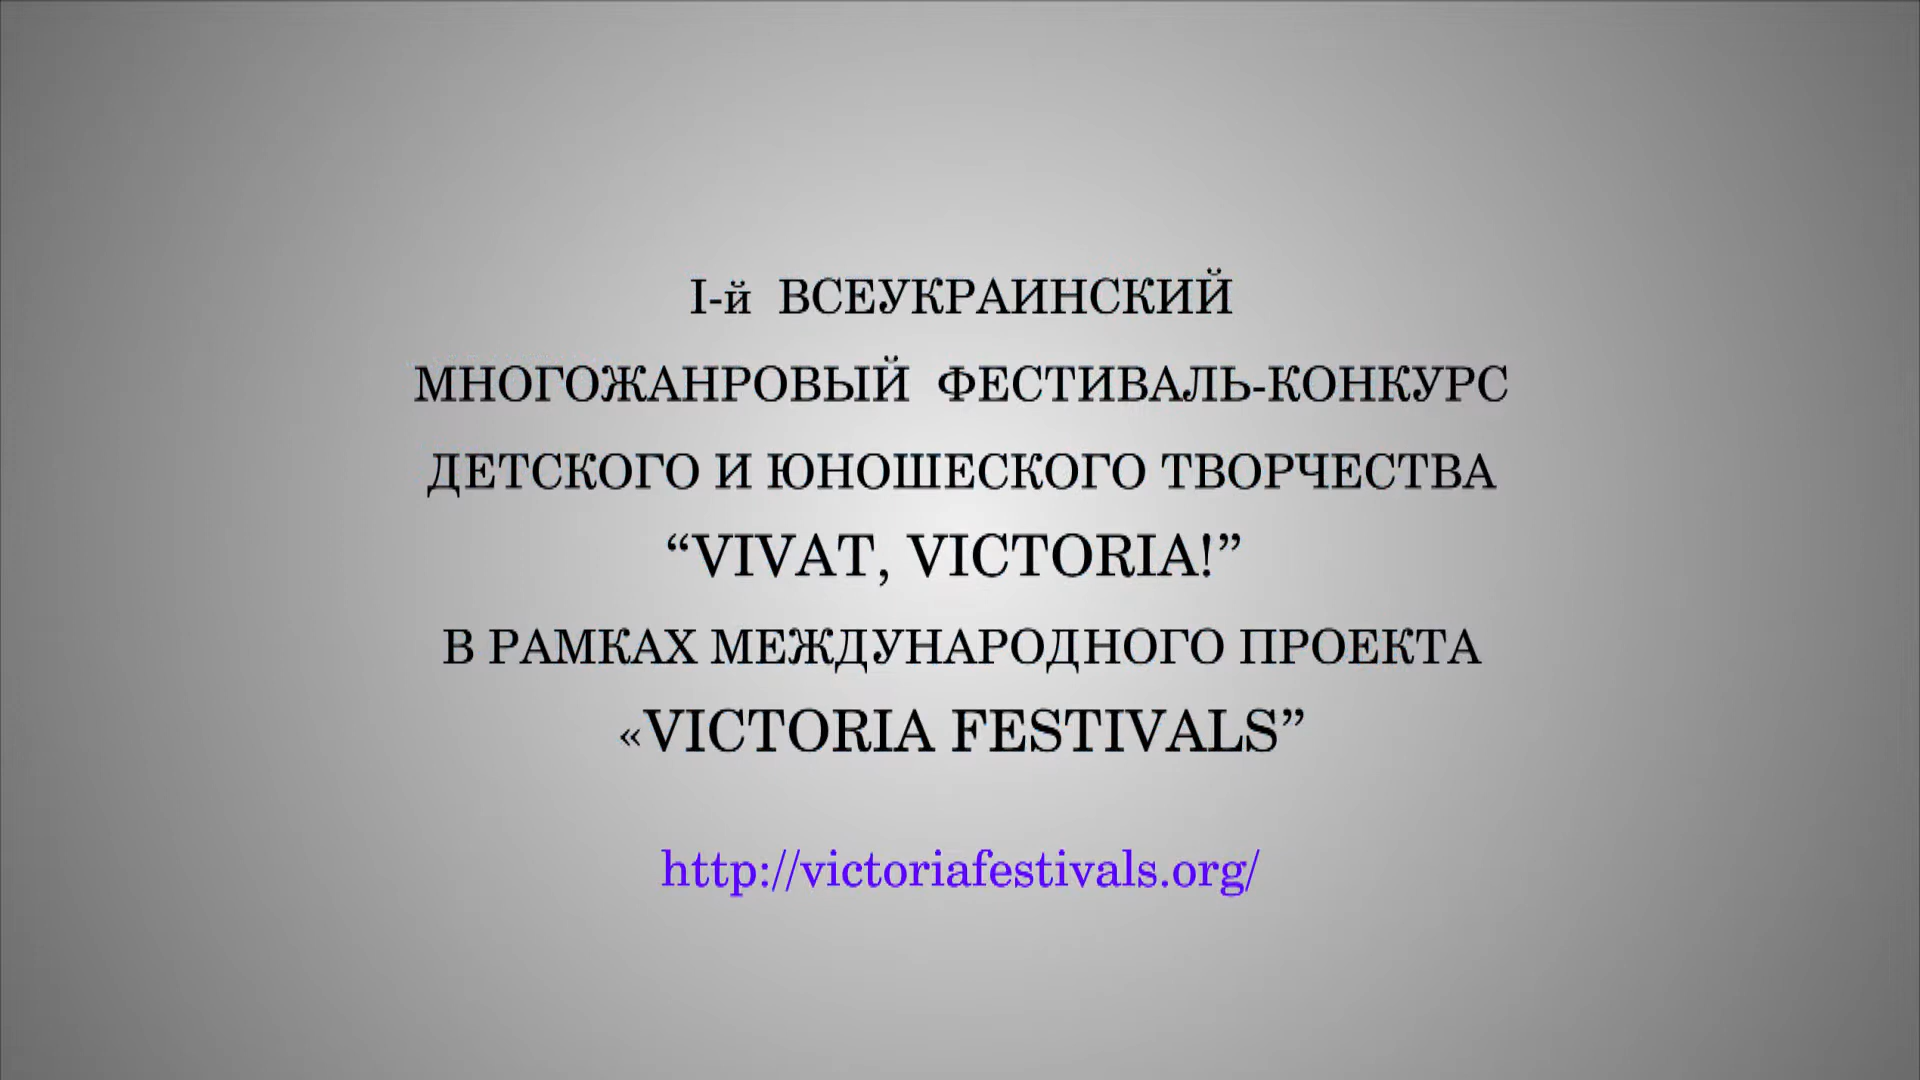 I-й ВСЕУКРАИНСКИЙ
МНОГОЖАНРОВЫЙ ФЕСТИВАЛЬ-КОНКУРС
ДЕТСКОГО И ЮНОШЕСКОГО ТВОРЧЕСТВА
“VIVAT, VICTORIA!”
В РАМКАХ МЕЖДУНАРОДНОГО ПРОЕКТА
«VICTORIA FESTIVALS”
http://victoriafestivals.org/